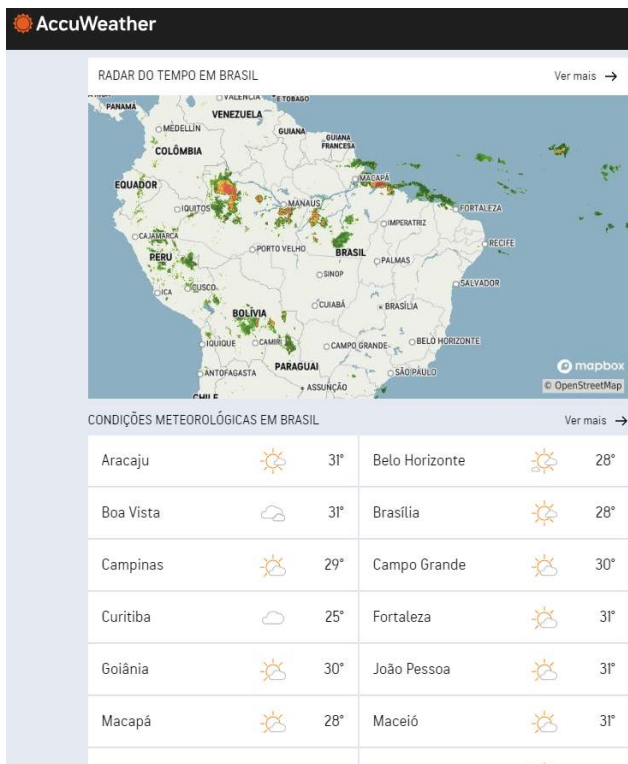 AccuWeather
RADAR DO TEMPO EM BRASIL
Ver mais →
PANAMÁ
VALENCIA
E TOBAGO
VENEZUELA
MEDELLÍN
GUIANA
GUIANA
FRANCESA
COLÔMBIA
MACAPÁ
EQUADOR
IQUITOS
MANAUS
FORTALEZA
CAJAMARCA
IMPERATRIZ
PERU
PORTO VELHO
BRASIL
PALMAS
RECIFE
SINOP
ICA
CUSCO
SALVADOR
CUIABÁ
BRASÍLIA
BOLÍVIA
IQUIQUE
CAMIRI
CAMPO GRANDE
BELO HORIZONTE
ANTOFAGASTA
PARAGUAI
SÃO PAULO
ASSUNÇÃO
CHILE
mapbox
© OpenStreetMap
CONDIÇÕES METEOROLÓGICAS EM BRASIL
Ver mais →
Aracaju 31°
Belo Horizonte 28°
Boa Vista 31°
Brasília 28°
Campinas 29°
Campo Grande 30°
Curitiba 25°
Fortaleza 31°
Goiânia 30°
João Pessoa 31°
Macapá 28°
Maceió 31°